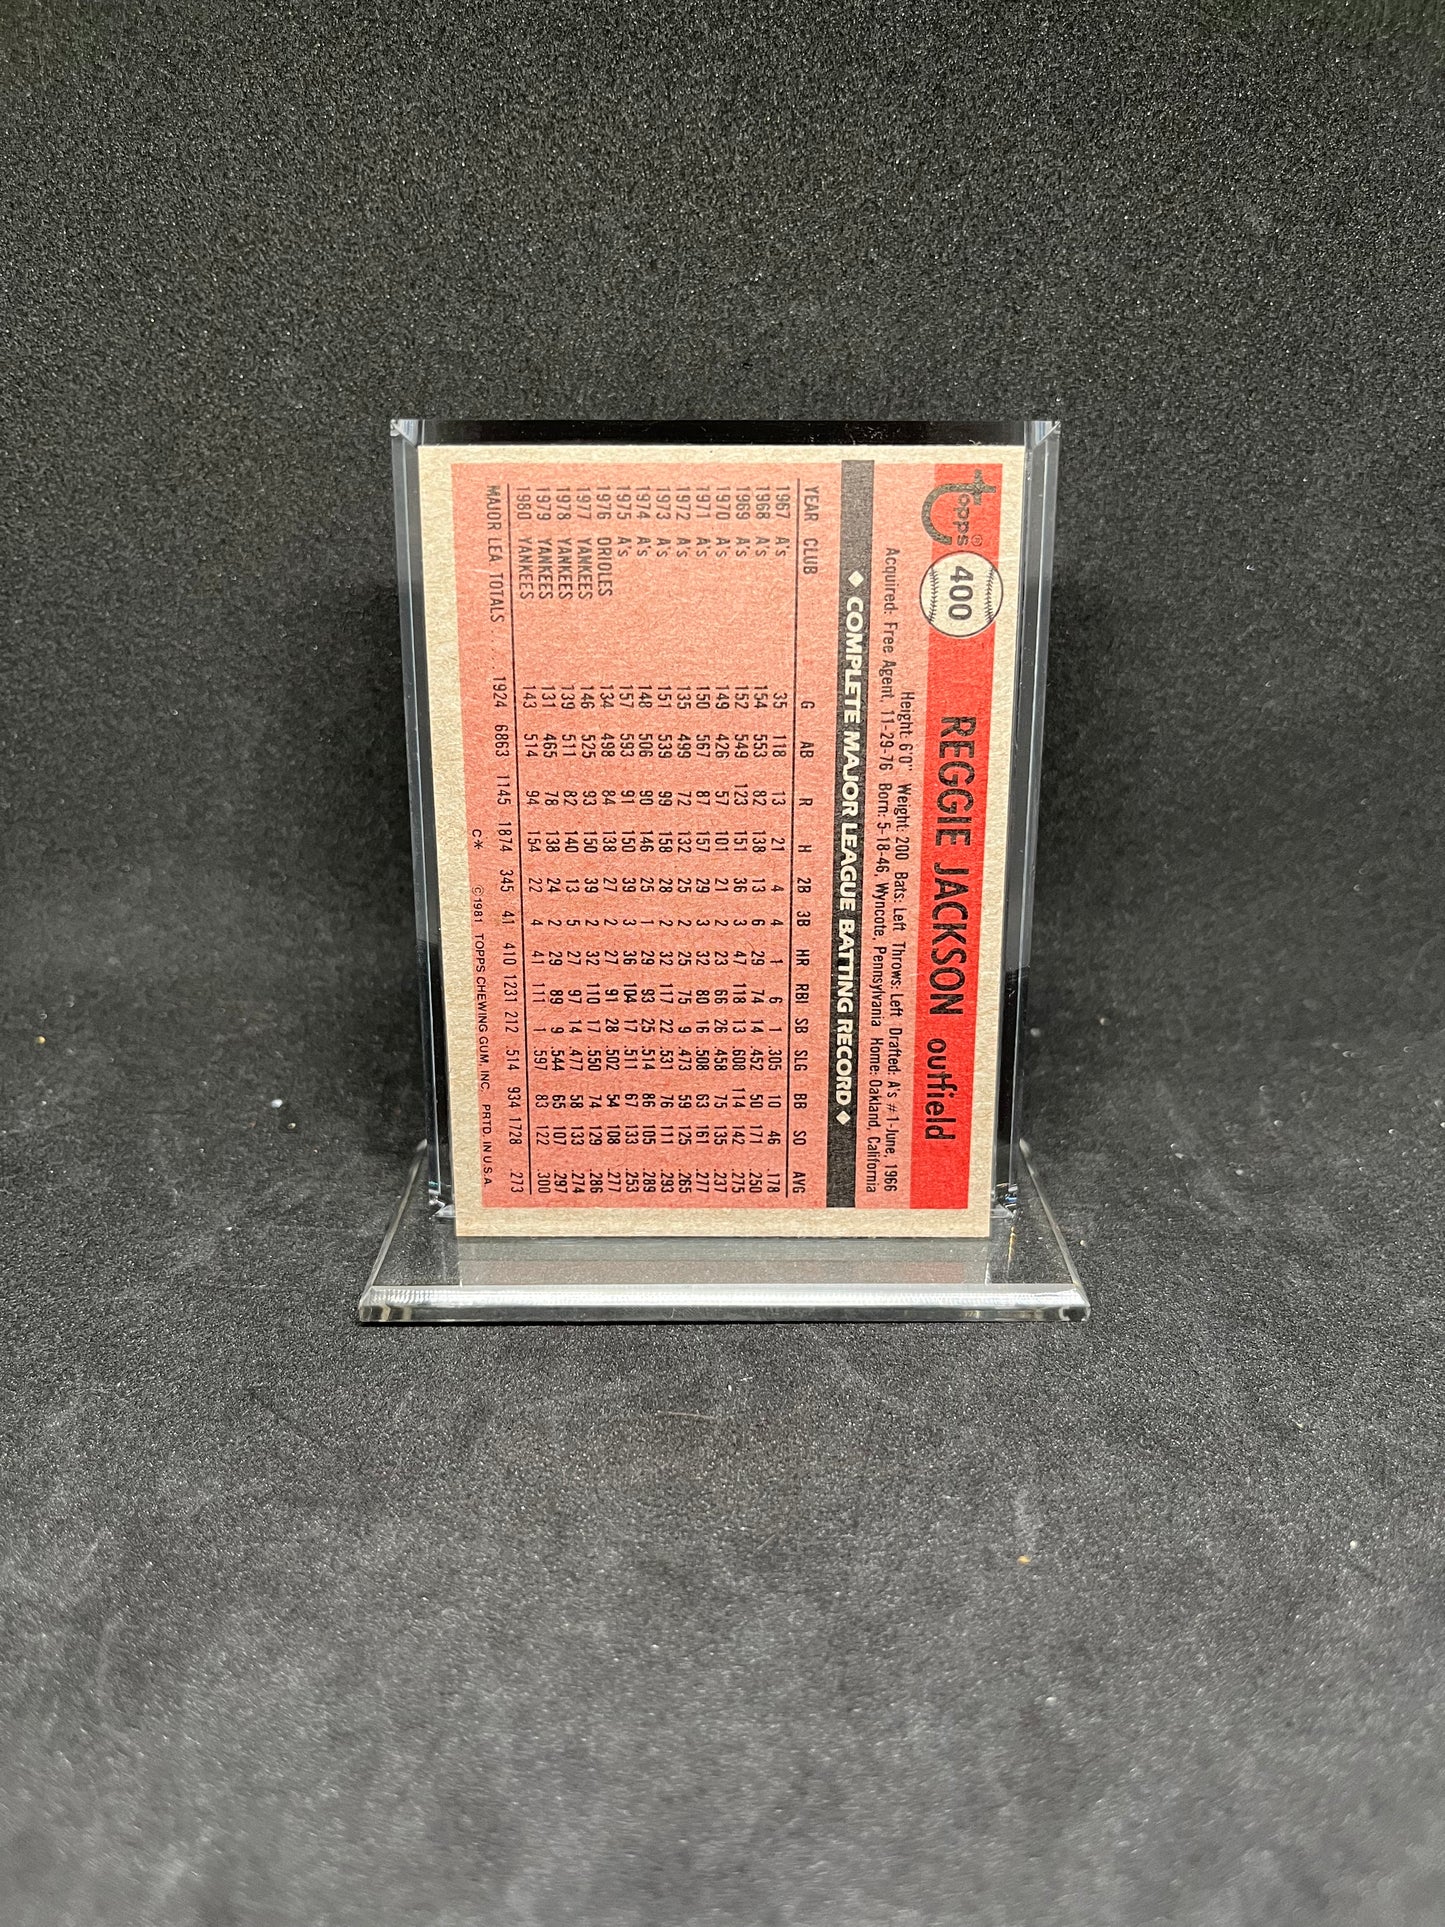 Topps® 400 REGGIE JACKSON outfield
Height: 6'0" Weight: 200 Bats: Left Throws: Left Drafted: A's #1-June, 1966
Acquired: Free Agent, 11-29-76 Born: 5-18-46, Wyncote, Pennsylvania Home: Oakland, California
◆ COMPLETE MAJOR LEAGUE BATTING RECORD ◆
YEAR CLUB G AB R H 2B 3B HR RBI SB SLG BB SO AVG
1967 A's 35 118 13 21 4 4 1 6 1 .305 10 46 .178
1968 A's 154 553 82 138 13 6 29 74 14 .452 50 171 .250
1969 A's 152 549 123 151 36 3 47 118 13 .608 114 142 .275
1970 A's 149 426 57 101 21 2 23 66 26 .458 75 135 .237
1971 A's 150 567 87 157 29 3 32 80 16 .508 63 161 .277
1972 A's 135 499 72 132 25 2 25 75 9 .473 59 125 .265
1973 A's 151 539 99 158 28 2 32 117 22 .531 76 111 .293
1974 A's 148 506 90 146 25 1 29 93 25 .514 86 105 .289
1975 A's 157 593 91 150 39 3 36 104 17 .511 67 133 .253
1976 ORIOLES 134 498 84 138 27 2 27 91 28 .502 54 108 .277
1977 YANKEES 146 525 93 150 39 2 32 110 17 .550 74 129 .286
1978 YANKEES 139 511 82 140 13 5 27 97 14 .477 58 133 .274
1979 YANKEES 131 465 78 138 24 2 29 89 9 .544 65 107 .297
1980 YANKEES 143 514 94 154 22 4 41 111 1 .597 83 122 .300
MAJOR LEA TOTALS .... 1924 6863 1145 1874 345 41 410 1231 212 .514 934 1728 .273
C* ©1981 TOPPS CHEWING GUM, INC. PRTD. IN U.S.A.